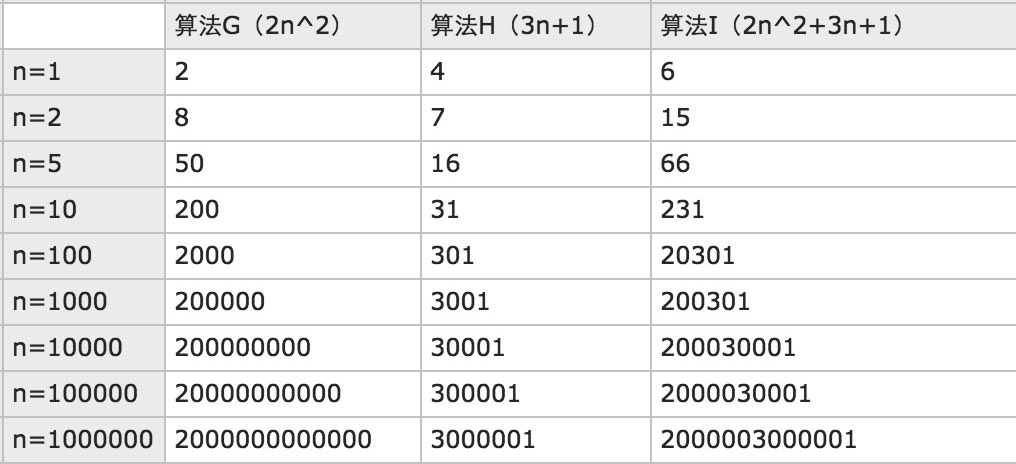 算法G（2n^2） 算法H（3n+1） 算法I（2n^2+3n+1）
n=1 2 4 6
n=2 8 7 15
n=5 50 16 66
n=10 200 31 231
n=100 2000 301 20301
n=1000 200000 3001 200301
n=10000 200000000 30001 200030001
n=100000 20000000000 300001 2000030001
n=1000000 2000000000000 3000001 2000003000001